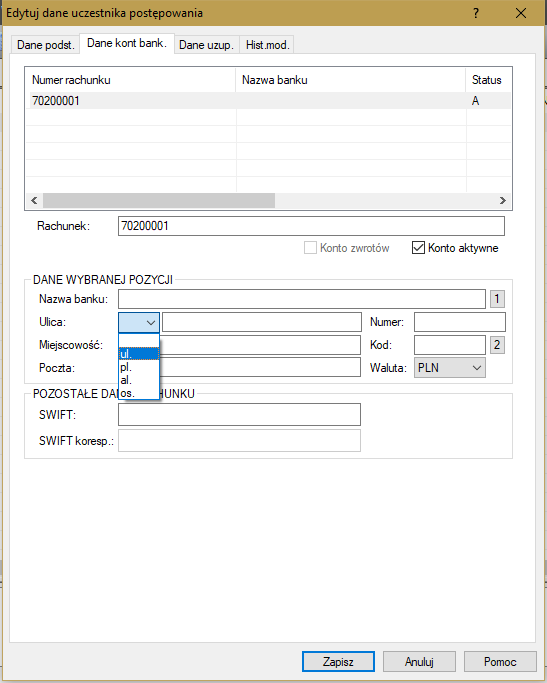 Edytuj dane uczestnika postępowania ?
Dane podst. Dane kont bank. Dane uzup. Hist.mod.
Numer rachunku Nazwa banku Status
70200001 A
Rachunek: 70200001
Konto zwrotów Konto aktywne
DANE WYBRANEJ POZYCJI
Nazwa banku: 1
Ulica: Numer:
Miejscowość: Kod: 2
ul.
Poczta: pl. Waluta: PLN
al.
os.
POZOSTAŁE DA HUNKU
SWIFT:
SWIFT koresp.:
Zapisz Anuluj Pomoc